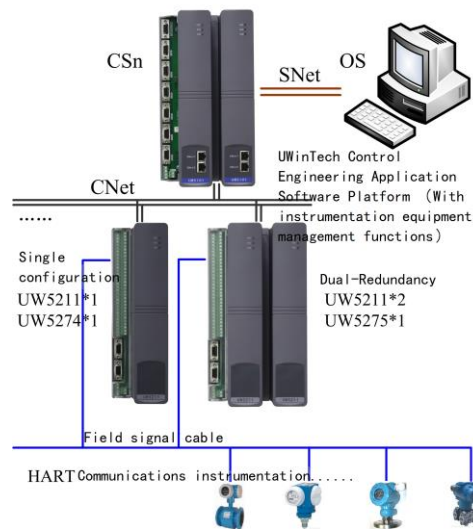 CSn
SNet
OS
UWinTech Control
Engineering Application
Software Platform （With
instrumentation equipment
management functions）
CNet
......
Single
configuration
UW5211*1
UW5274*1
Dual-Redundancy
UW5211*2
UW5275*1
Field signal cable
HART Communications instrumentation......